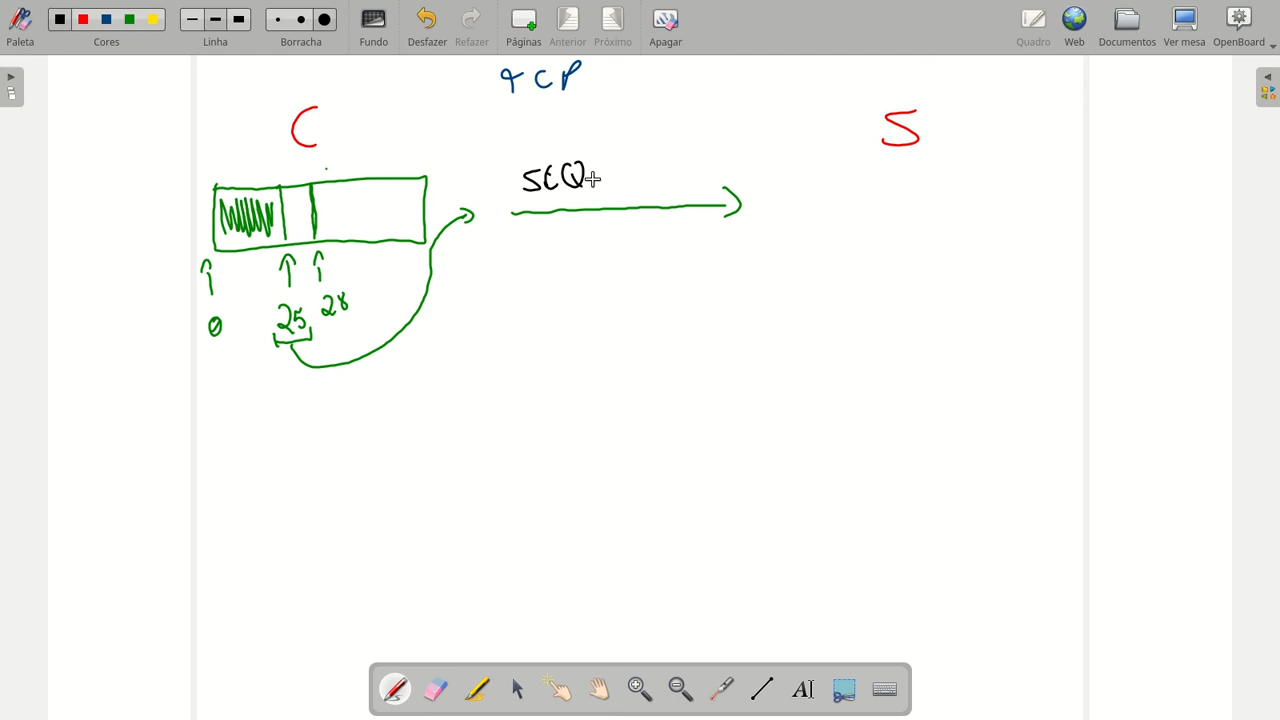 Paleta Cores Linha Borracha Fundo Desfazer Refazer Páginas Anterior Próximo Apagar Quadro Web Documentos Ver mesa OpenBoard
TCP
C S
SEQ
0 25 28